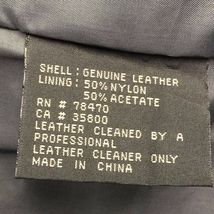 SHELL: GENUINE LEATHER
LINING: 50% NYLON
50% ACETATE
RN # 78470
CA # 35800
LEATHER CLEANED BY A
PROFESSIONAL
LEATHER CLEANER ONLY
MADE IN CHINA